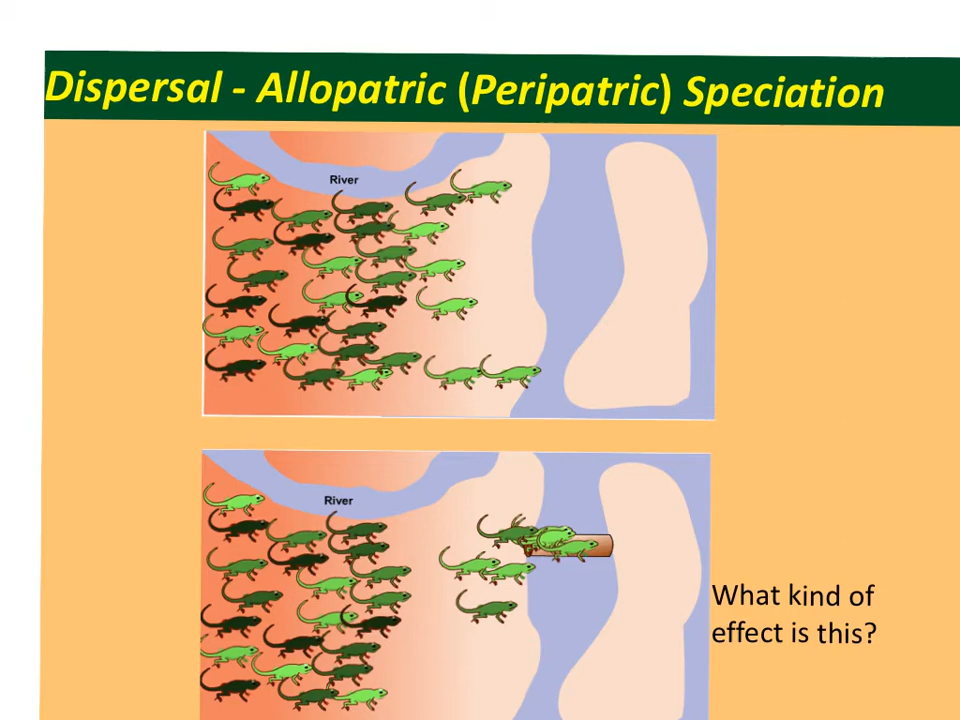 Dispersal - Allopatric (Peripatric) Speciation
River
River
What kind of
effect is this?